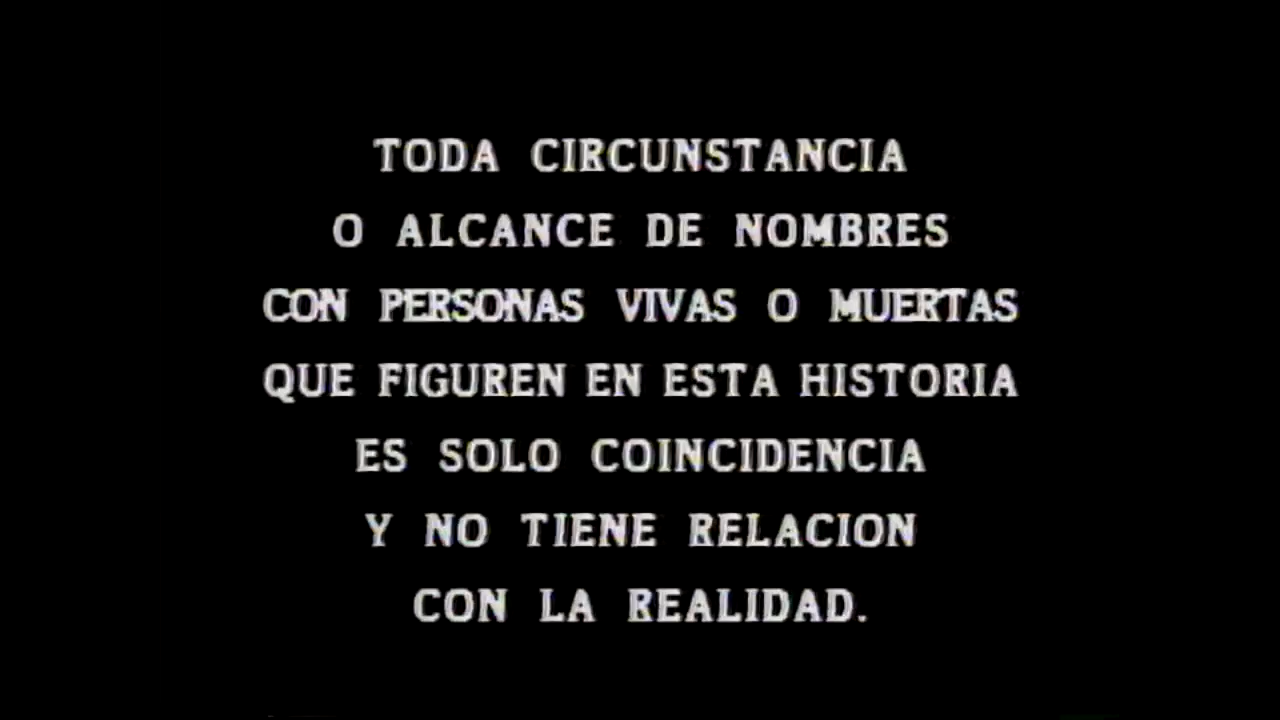 TODA CIRCUNSTANCIA
O ALCANCE DE NOMBRES
CON PERSONAS VIVAS O MUERTAS
QUE FIGUREN EN ESTA HISTORIA
ES SOLO COINCIDENCIA
Y NO TIENE RELACION
CON LA REALIDAD.